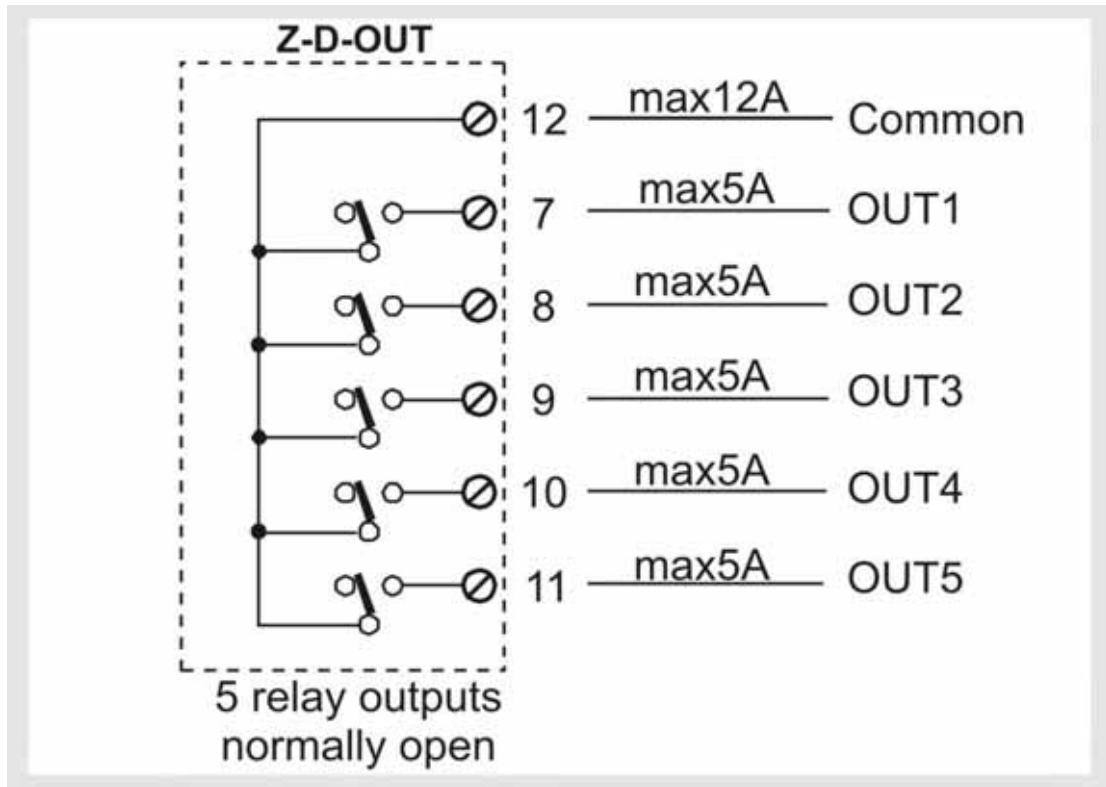 Z-D-OUT
12 max12A Common
7 max5A OUT1
8 max5A OUT2
9 max5A OUT3
10 max5A OUT4
11 max5A OUT5
5 relay outputs
normally open